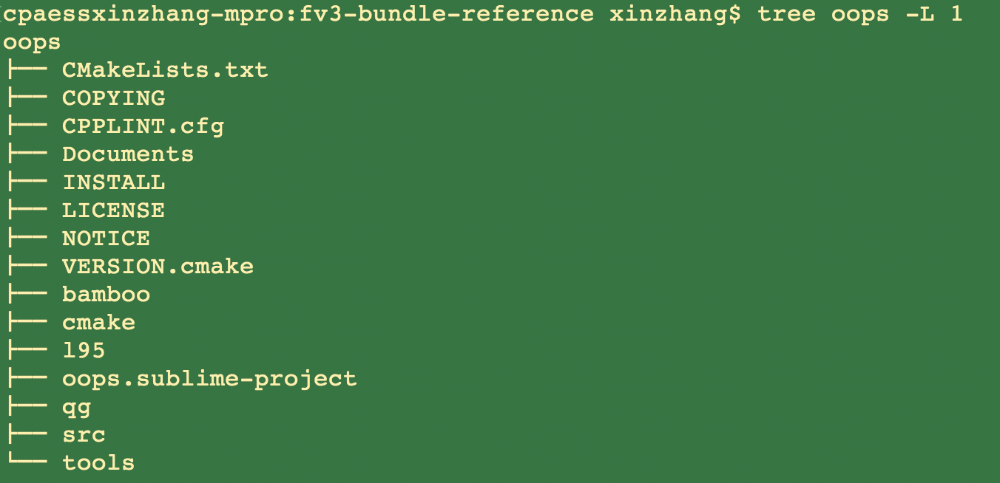 cpaessxinzhang-mpro:fv3-bundle-reference xinzhang$ tree oops -L 1
oops
├── CMakeLists.txt
├── COPYING
├── CPPLINT.cfg
├── Documents
├── INSTALL
├── LICENSE
├── NOTICE
├── VERSION.cmake
├── bamboo
├── cmake
├── l95
├── oops.sublime-project
├── qg
├── src
└── tools